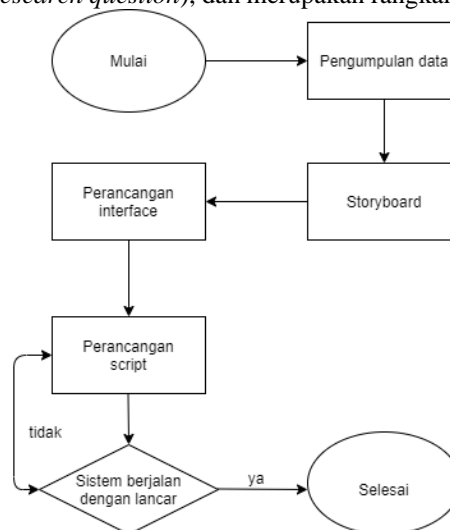 esearch question), dan merupakan rangkai
Mulai
Pengumpulan data
Storyboard
Perancangan
interface
Perancangan
script
tidak
Sistem berjalan
dengan lancar
ya
Selesai